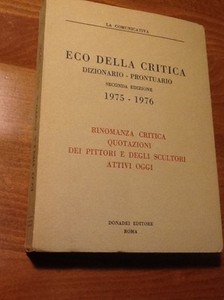 LA COMUNICATIVA
ECO DELLA CRITICA
DIZIONARIO - PRONTUARIO
SECONDA EDIZIONE
1975 - 1976
RINOMANZA CRITICA
QUOTAZIONI
DEI PITTORI E DEGLI SCULTORI
ATTIVI OGGI
BONADEI EDITORE
ROMA